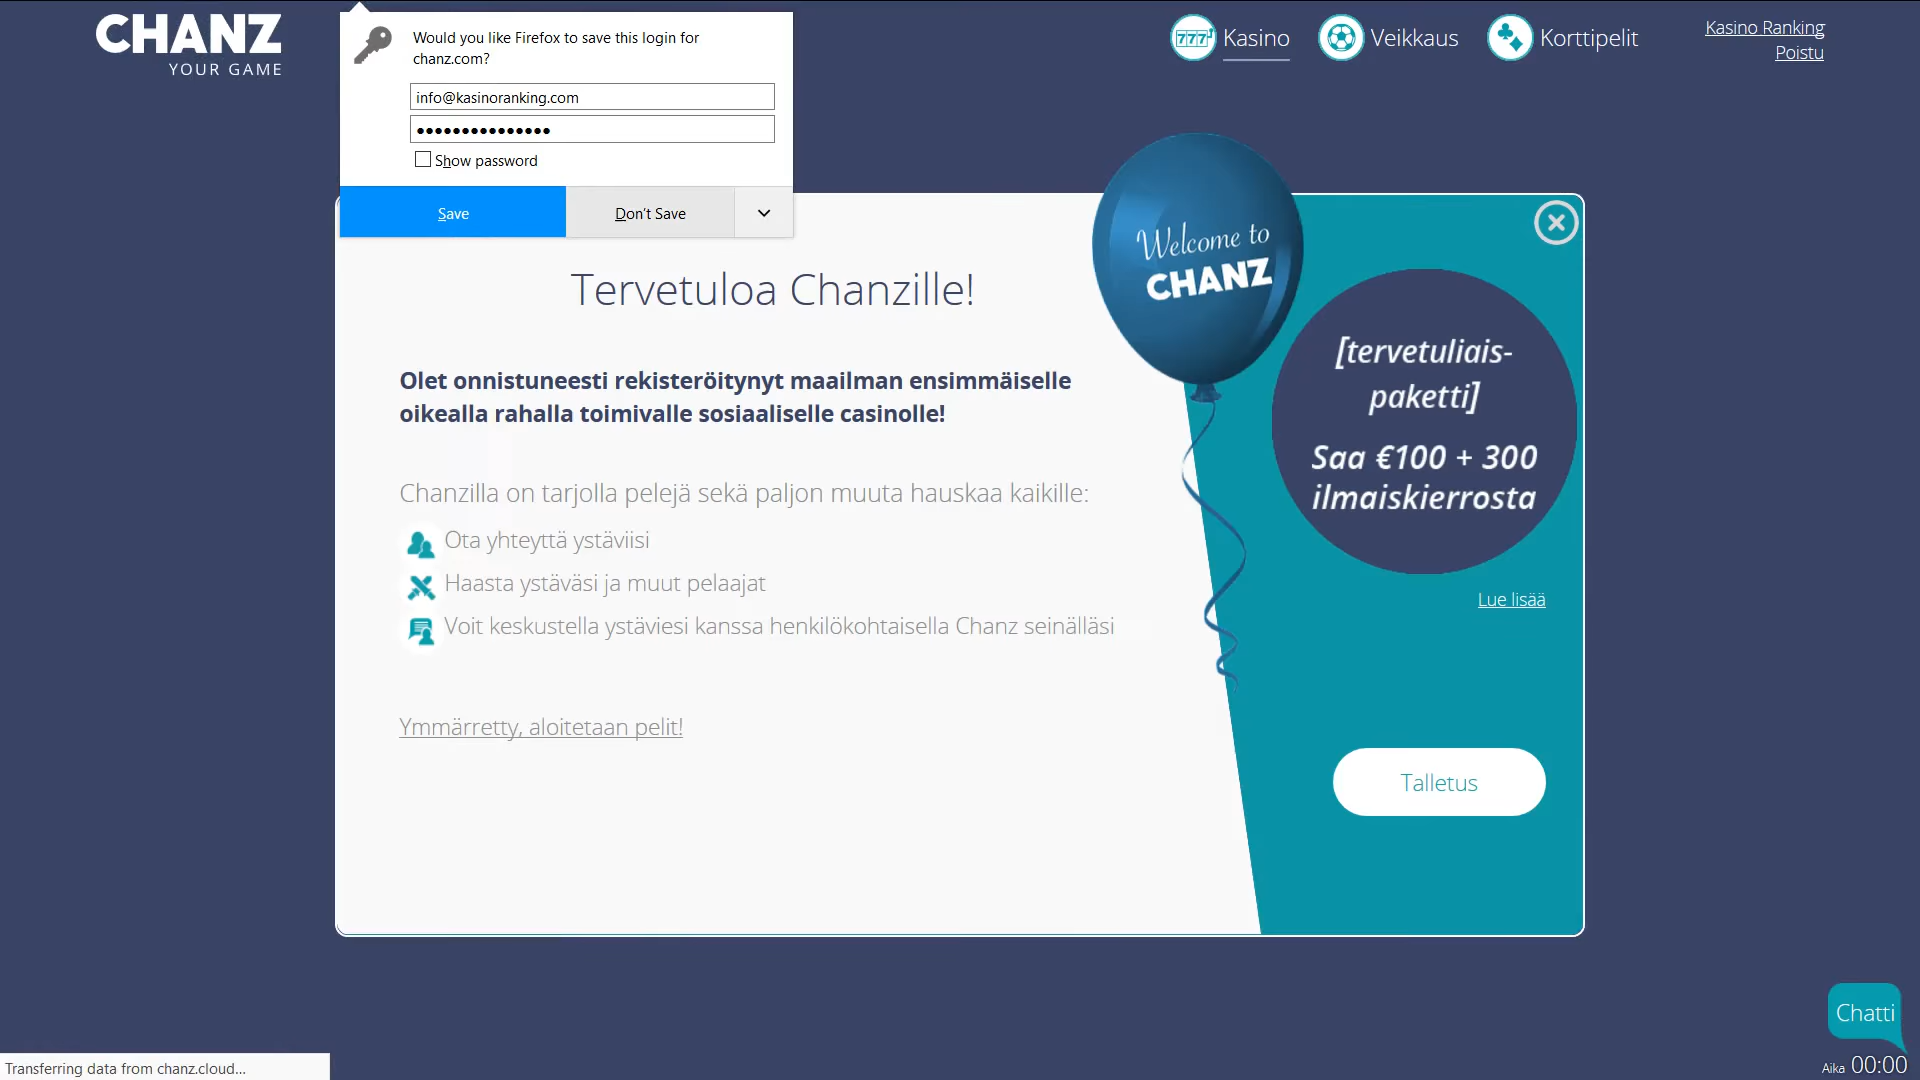 CHANZ
YOUR GAME
Would you like Firefox to save this login for
chanz.com?
info@kasinoranking.com
●●●●●●●●●●●●●●●
Show password
Save
Don't Save
777
Kasino
Veikkaus
Korttipelit
Kasino Ranking
Poistu
Welcome to
CHANZ
Tervetuloa Chanzille!
Olet onnistuneesti rekisteröitynyt maailman ensimmäiselle
oikealla rahalla toimivalle sosiaaliselle casinolle!
Chanzilla on tarjolla pelejä sekä paljon muuta hauskaa kaikille:
Ota yhteyttä ystäviisi
Haasta ystäväsi ja muut pelaajat
Voit keskustella ystäviesi kanssa henkilökohtaisella Chanz seinälläsi
Ymmärretty, aloitetaan pelit!
[tervetuliais-
paketti]
Saa €100 + 300
ilmaiskierrosta
Lue lisää
Talletus
Chatti
Aika 00:00
Transferring data from chanz.cloud...